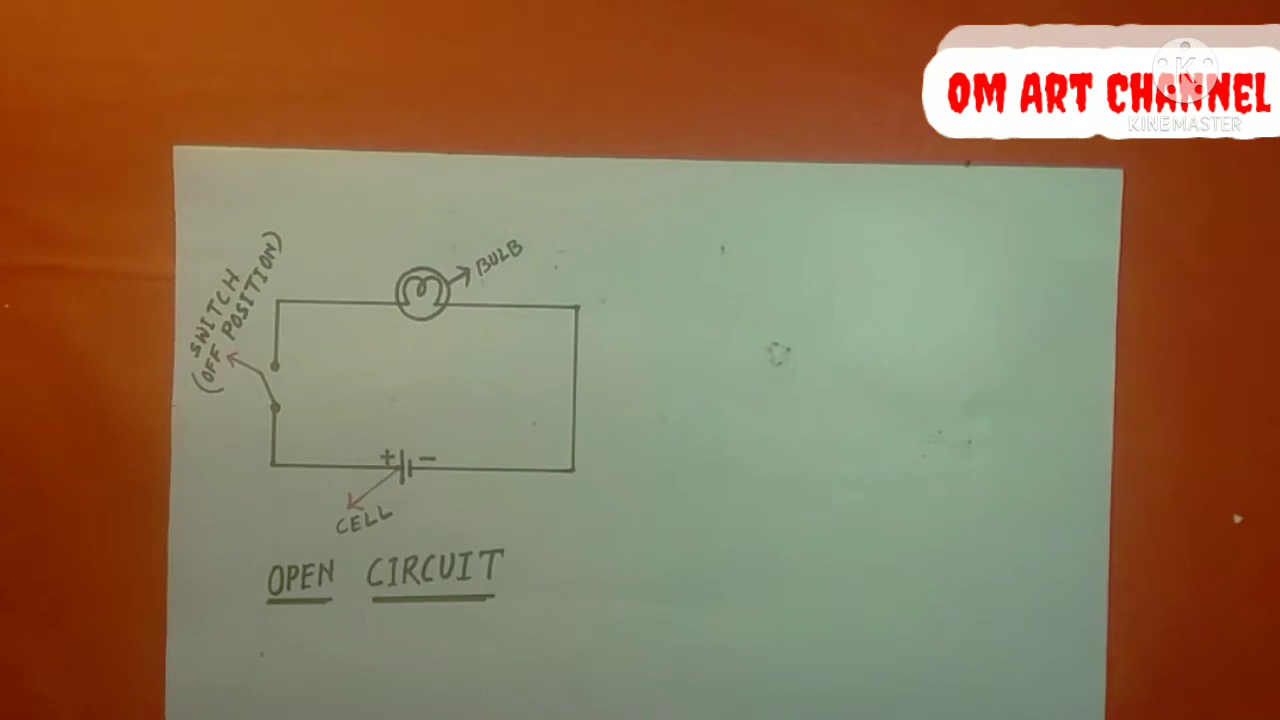 OM ART CHANNEL
KINEMASTER
BULB
SWITCH
(OFF POSITION)
+ -
CELL
OPEN CIRCUIT